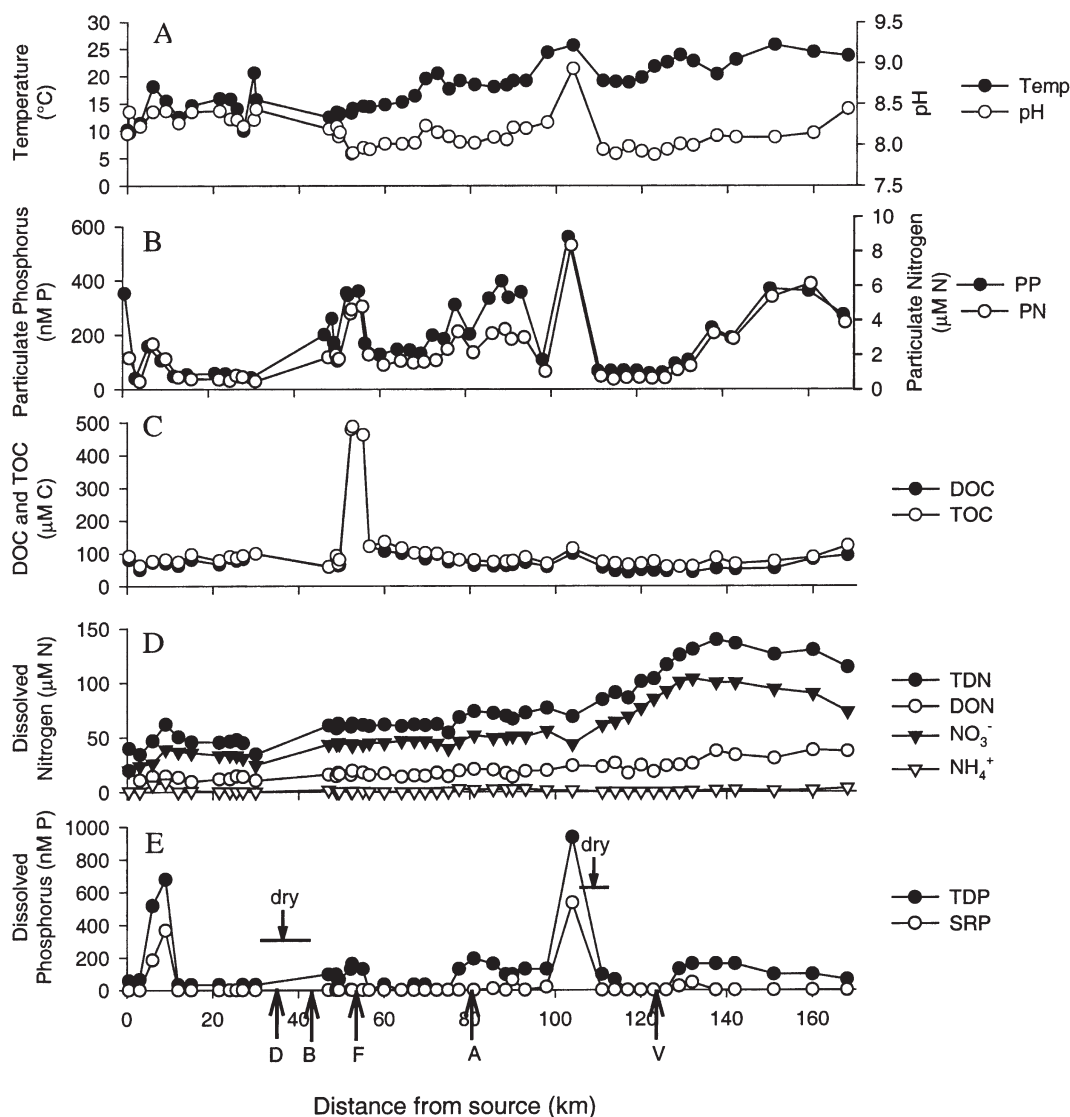 A
Temperature
(°C)
30
25
20
15
10
5
0
9.5
9.0
8.5
8.0
7.5
pH
Temp
pH
B
Particulate Phosphorus
(nM P)
600
400
200
0
10
8
6
4
2
0
Particulate Nitrogen
(μM N)
PP
PN
C
DOC and TOC
(μM C)
500
400
300
200
100
0
DOC
TOC
D
Dissolved
Nitrogen (μM N)
150
100
50
0
TDN
DON
NO3-
NH4+
E
Dissolved
Phosphorus (nM P)
1000
800
600
400
200
0
dry
dry
TDP
SRP
0 20 40 60 80 100 120 140 160
D B F A V
Distance from source (km)